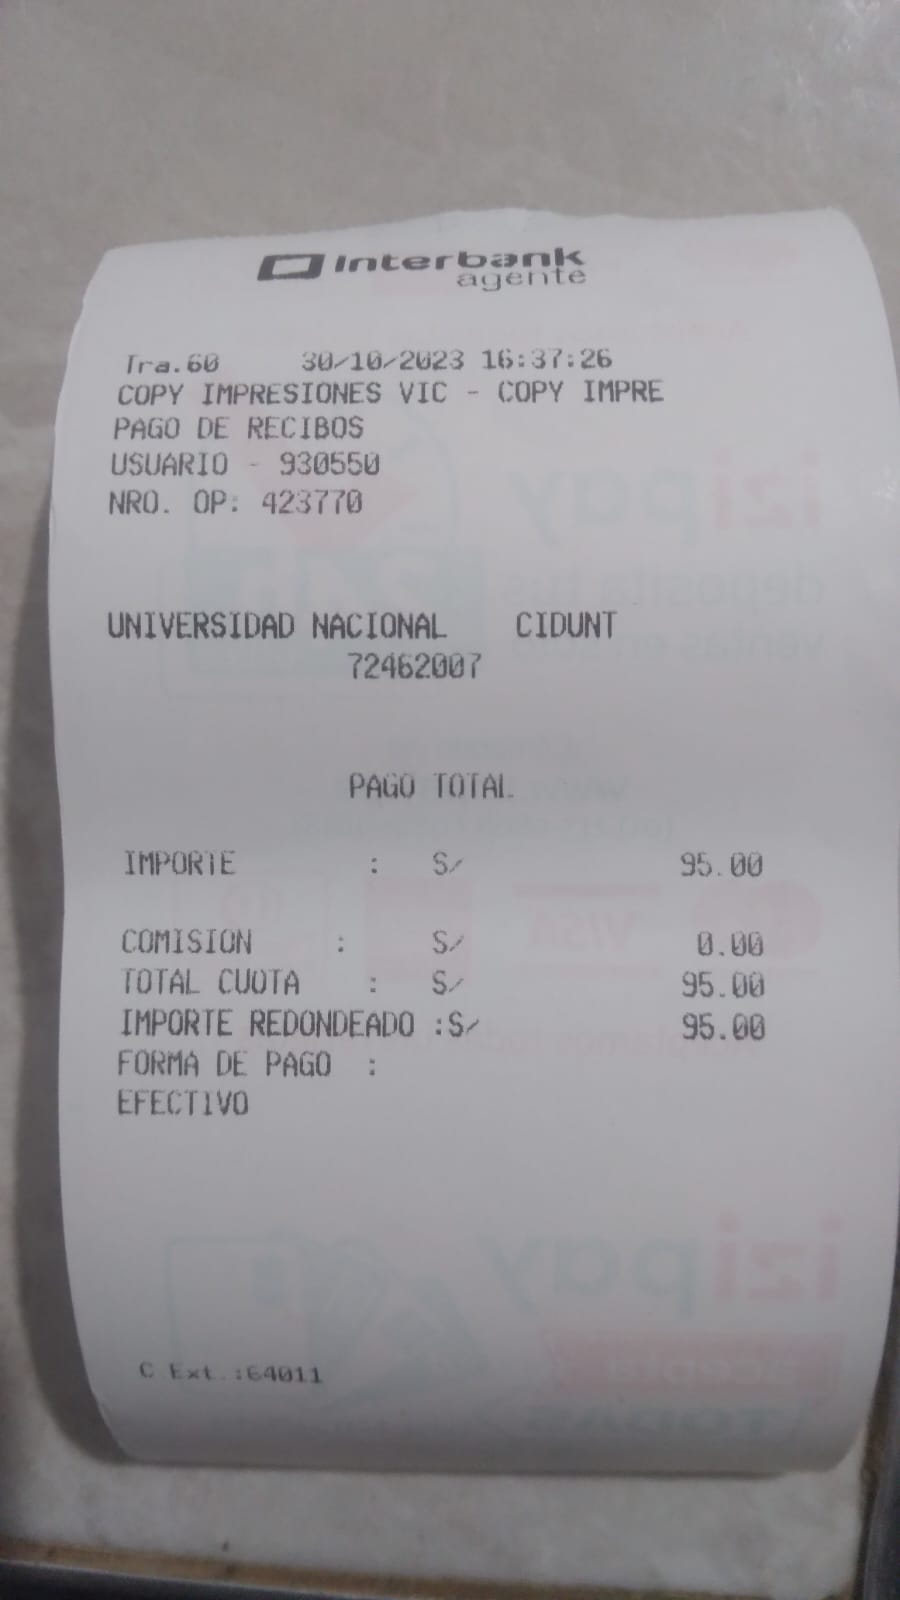 interbank
agente
Tra.60 30/10/2023 16:37:26
COPY IMPRESIONES VIC - COPY IMPRE
PAGO DE RECIBOS
USUARIO - 930550
NRO. OP: 423770
UNIVERSIDAD NACIONAL CIDUNT
72462007
PAGO TOTAL
IMPORTE : S/ 95.00
COMISION : S/ 0.00
TOTAL CUOTA : S/ 95.00
IMPORTE REDONDEADO :S/ 95.00
FORMA DE PAGO :
EFECTIVO
C Ext.:64011